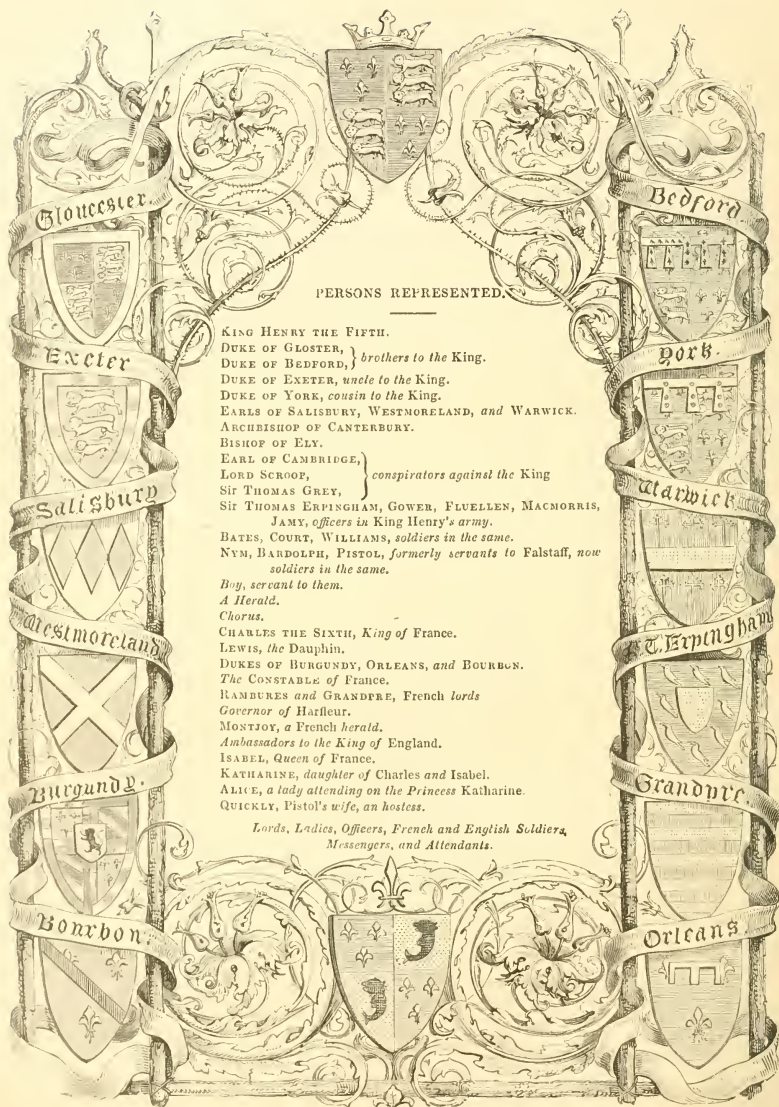 Gloucester.
Bedford.
PERSONS REPRESENTED.
KING HENRY THE FIFTH.
DUKE OF GLOSTER,
DUKE OF BEDFORD, } brothers to the King.
DUKE OF EXETER, uncle to the King.
DUKE OF YORK, cousin to the King.
EARLS OF SALISBURY, WESTMORELAND, and WARWICK.
ARCHBISHOP OF CANTERBURY.
BISHOP OF ELY.
EARL OF CAMBRIDGE,
LORD SCROOP, } conspirators against the King
Sir THOMAS GREY,
Sir THOMAS ERPINGHAM, GOWER, FLUELLEN, MACMORRIS,
JAMY, officers in King Henry's army.
BATES, COURT, WILLIAMS, soldiers in the same.
NYM, BARDOLPH, PISTOL, formerly servants to Falstaff, now
soldiers in the same.
Boy, servant to them.
A Herald.
Chorus.
CHARLES THE SIXTH, King of France.
LEWIS, the Dauphin.
DUKES OF BURGUNDY, ORLEANS, and BOURBON.
The CONSTABLE of France.
RAMBURES and GRANDPRE, French lords
Governor of Harfleur.
MONTJOY, a French herald.
Ambassadors to the King of England.
ISABEL, Queen of France.
KATHARINE, daughter of Charles and Isabel.
ALICE, a lady attending on the Princess Katharine.
QUICKLY, Pistol's wife, an hostess.
Lords, Ladies, Officers, French and English Soldiers,
Messengers, and Attendants.
Exeter
York.
Salisbury
Warwick
Westmoreland
T. Erpingham
Burgundy.
Grandpre.
Bourbon.
Orleans.